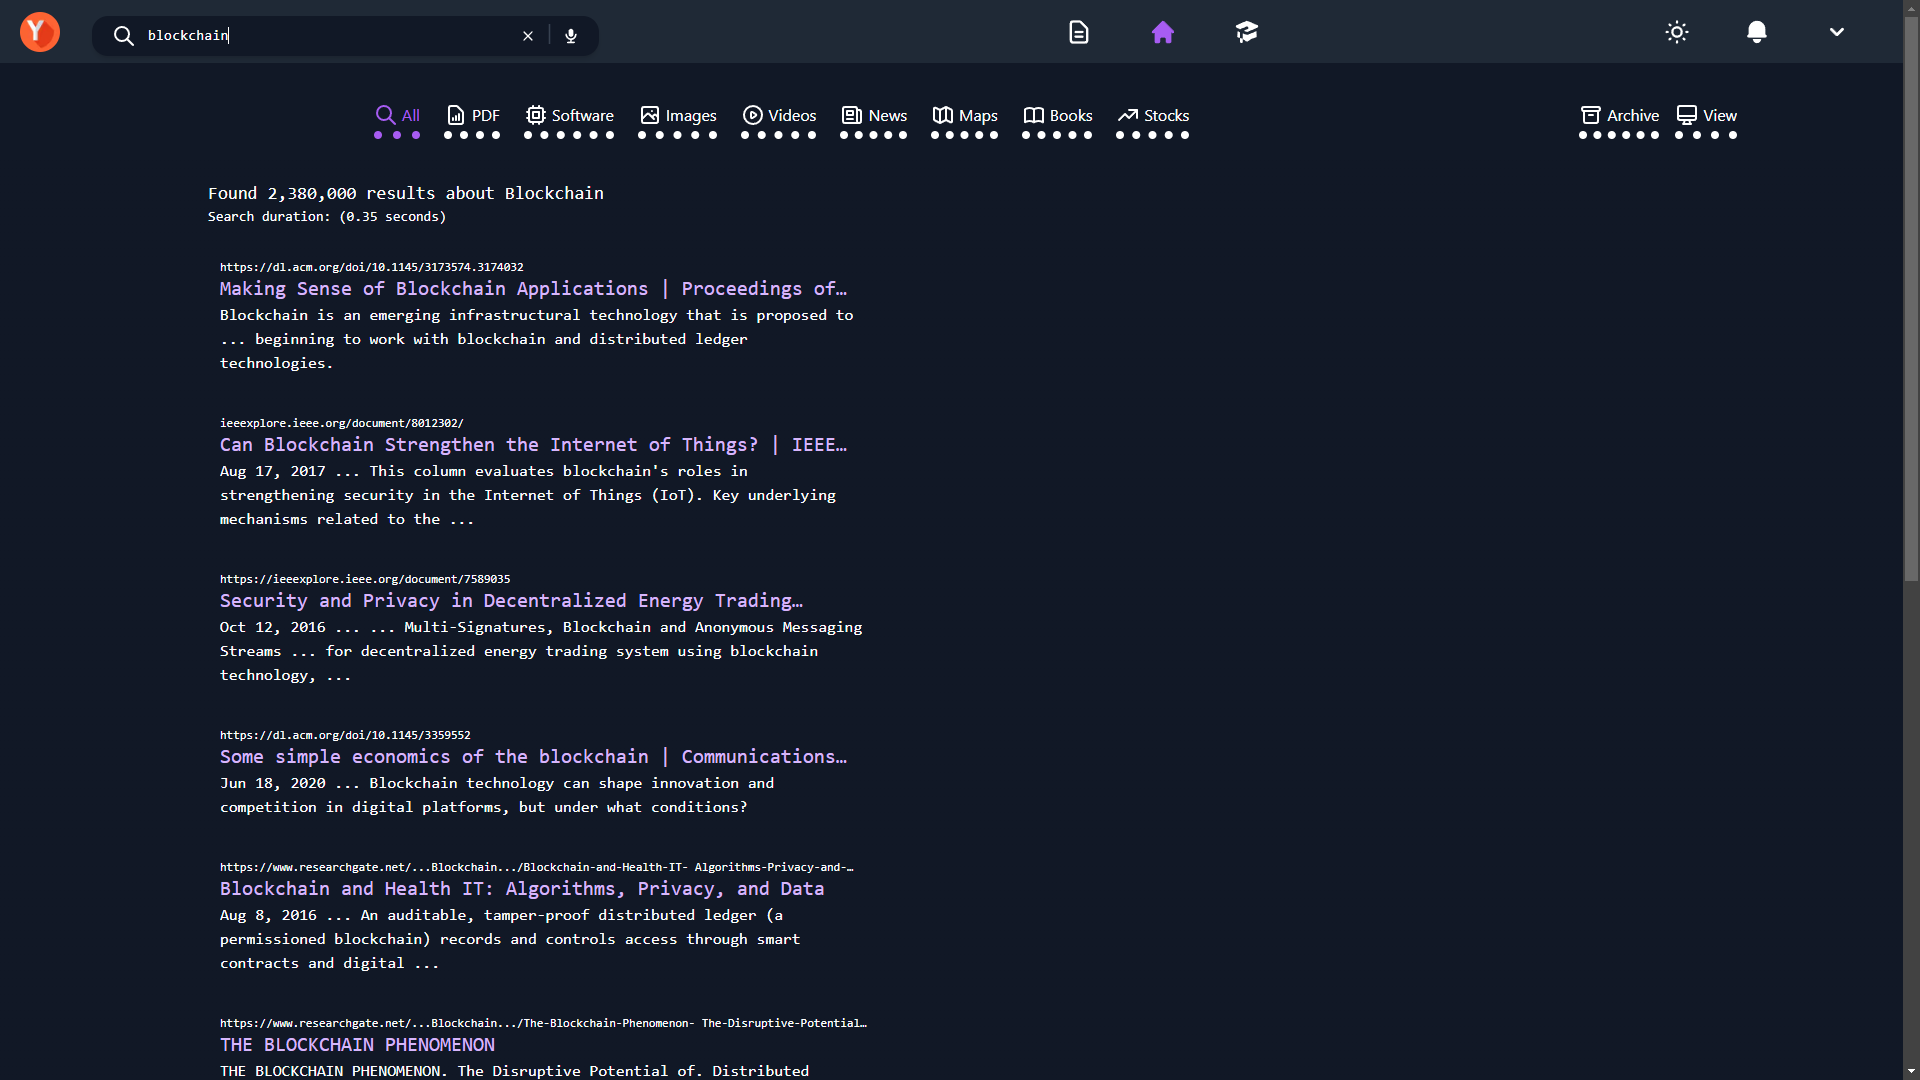 Y
blockchain
All
PDF
Software
Images
Videos
News
Maps
Books
Stocks
Archive
View
Found 2,380,000 results about Blockchain
Search duration: (0.35 seconds)
https://dl.acm.org/doi/10.1145/3173574.3174032
Making Sense of Blockchain Applications | Proceedings of…
Blockchain is an emerging infrastructural technology that is proposed to
... beginning to work with blockchain and distributed ledger
technologies.
ieeexplore.ieee.org/document/8012302/
Can Blockchain Strengthen the Internet of Things? | IEEE…
Aug 17, 2017 ... This column evaluates blockchain's roles in
strengthening security in the Internet of Things (IoT). Key underlying
mechanisms related to the ...
https://ieeexplore.ieee.org/document/7589035
Security and Privacy in Decentralized Energy Trading…
Oct 12, 2016 ... ... Multi-Signatures, Blockchain and Anonymous Messaging
Streams ... for decentralized energy trading system using blockchain
technology, ...
https://dl.acm.org/doi/10.1145/3359552
Some simple economics of the blockchain | Communications…
Jun 18, 2020 ... Blockchain technology can shape innovation and
competition in digital platforms, but under what conditions?
https://www.researchgate.net/...Blockchain.../Blockchain-and-Health-IT- Algorithms-Privacy-and-…
Blockchain and Health IT: Algorithms, Privacy, and Data
Aug 8, 2016 ... An auditable, tamper-proof distributed ledger (a
permissioned blockchain) records and controls access through smart
contracts and digital ...
https://www.researchgate.net/...Blockchain.../The-Blockchain-Phenomenon- The-Disruptive-Potential…
THE BLOCKCHAIN PHENOMENON
THE BLOCKCHAIN PHENOMENON. The Disruptive Potential of. Distributed